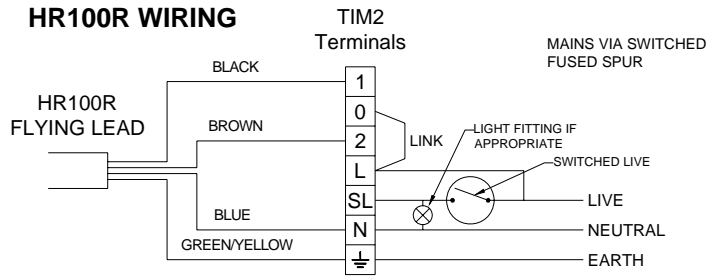 HR100R WIRING
TIM2
Terminals
MAINS VIA SWITCHED
FUSED SPUR
HR100R
FLYING LEAD
BLACK
BROWN
BLUE
GREEN/YELLOW
1
0
2
L
SL
N
LINK
LIGHT FITTING IF
APPROPRIATE
SWITCHED LIVE
LIVE
NEUTRAL
EARTH